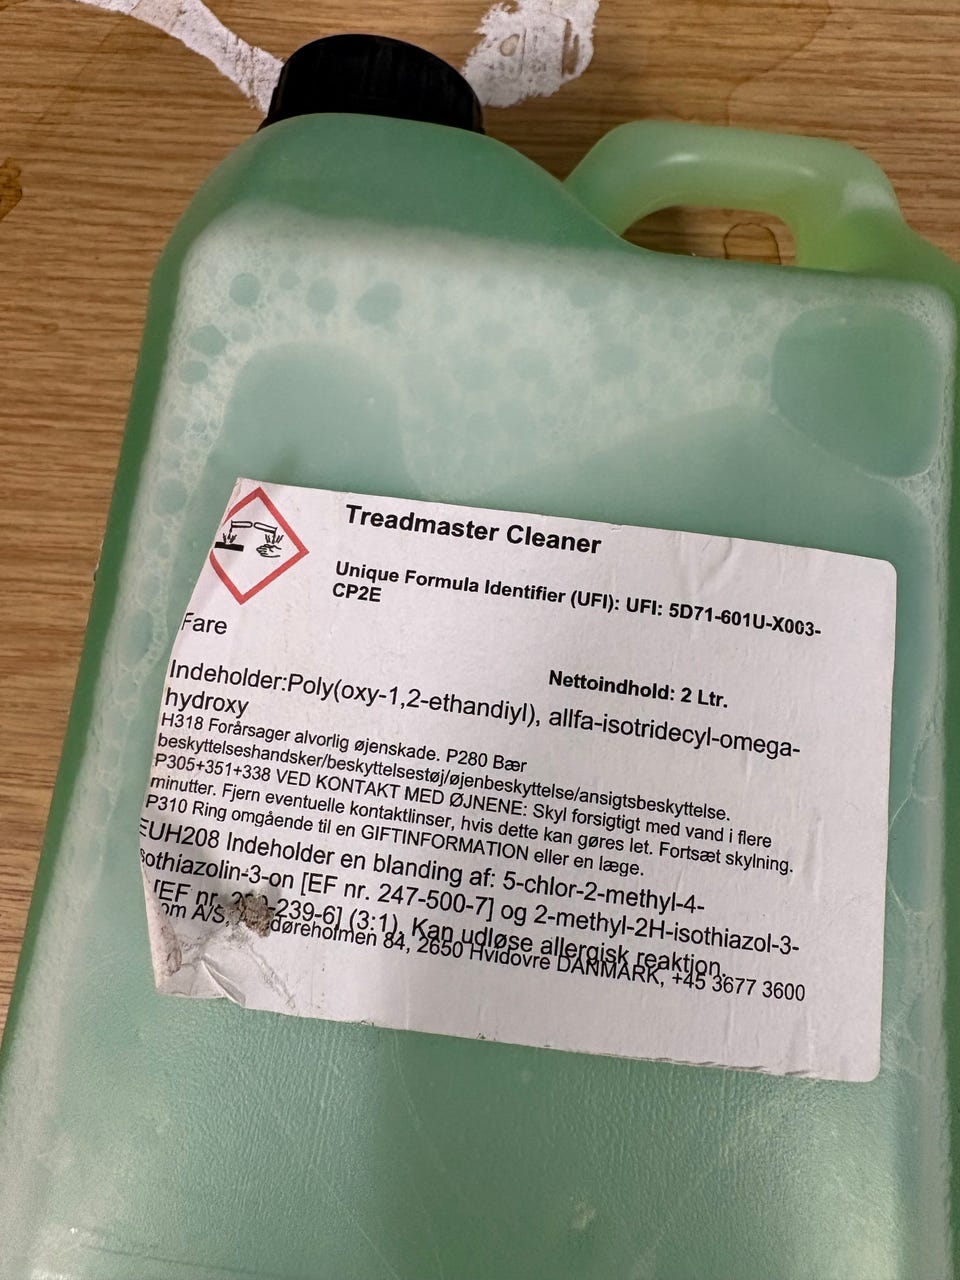 Treadmaster Cleaner
Unique Formula Identifier (UFI): UFI: 5D71-601U-X003-
CP2E
Fare
Nettoindhold: 2 Ltr.
Indeholder:Poly(oxy-1,2-ethandiyl), allfa-isotridecyl-omega-
hydroxy
H318 Forårsager alvorlig øjenskade. P280 Bær
beskyttelseshandsker/beskyttelsestøj/øjenbeskyttelse/ansigtsbeskyttelse.
P305+351+338 VED KONTAKT MED ØJNENE: Skyl forsigtigt med vand i flere
minutter. Fjern eventuelle kontaktlinser, hvis dette kan gøres let. Fortsæt skylning.
P310 Ring omgående til en GIFTINFORMATION eller en læge.
EUH208 Indeholder en blanding af: 5-chlor-2-methyl-4-
sothiazolin-3-on [EF nr. 247-500-7] og 2-methyl-2H-isothiazol-3-
[EF nr. -239-6] (3:1). Kan udløse allergisk reaktion.
om A/S, døreholmen 84, 2650 Hvidovre DANMARK, +45 3677 3600